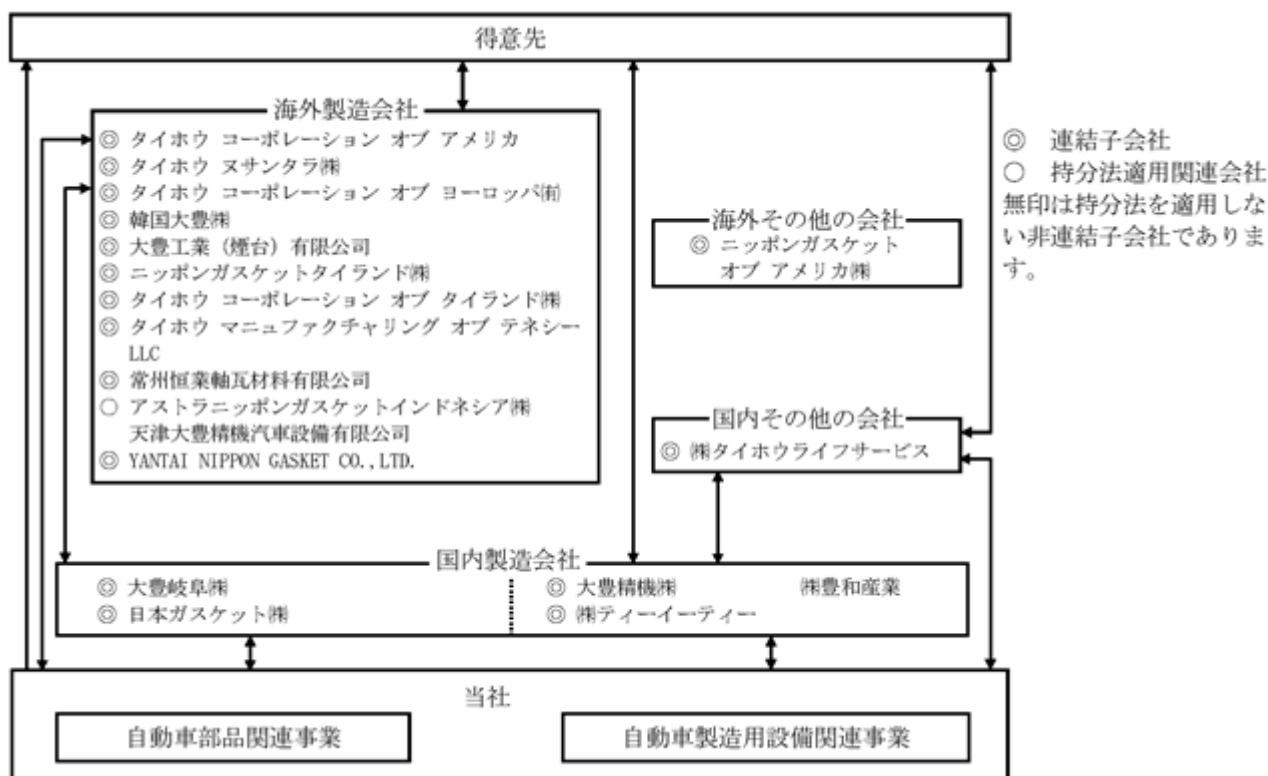 得意先
海外製造会社
◎ タイホウ コーポレーション オブ アメリカ
◎ タイホウ ヌサンタラ㈱
◎ タイホウ コーポレーション オブ ヨーロッパ㈲
◎ 韓国大豊㈱
◎ 大豊工業（煙台）有限公司
◎ ニッポンガスケットタイランド㈱
◎ タイホウ コーポレーション オブ タイランド㈱
◎ タイホウ マニュファクチャリング オブ テネシー
LLC
◎ 常州恒業軸瓦材料有限公司
○ アストラニッポンガスケットインドネシア㈱
天津大豊精機汽車設備有限公司
◎ YANTAI NIPPON GASKET CO.,LTD.
海外その他の会社
◎ ニッポンガスケット
オブ アメリカ㈱
◎ 連結子会社
○ 持分法適用関連会社
無印は持分法を適用しな
い非連結子会社でありま
す。
国内その他の会社
◎ ㈱タイホウライフサービス
国内製造会社
◎ 大豊岐阜㈱
◎ 日本ガスケット㈱
◎ 大豊精機㈱ ㈱豊和産業
◎ ㈱ティーイーティー
当社
自動車部品関連事業
自動車製造用設備関連事業